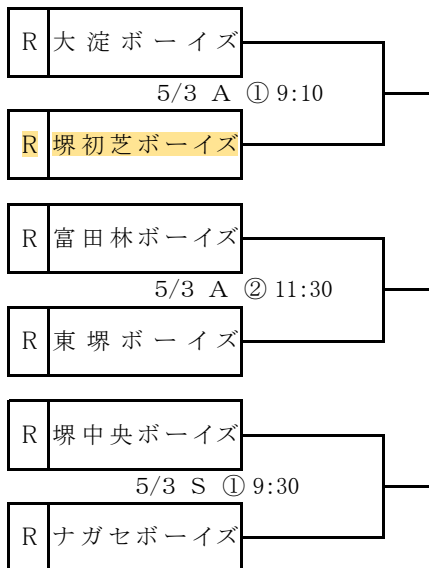 R 大淀ボーイズ
5/3 A ① 9:10
R 堺初芝ボーイズ
R 富田林ボーイズ
5/3 A ② 11:30
R 東堺ボーイズ
R 堺中央ボーイズ
5/3 S ① 9:30
R ナガセボーイズ